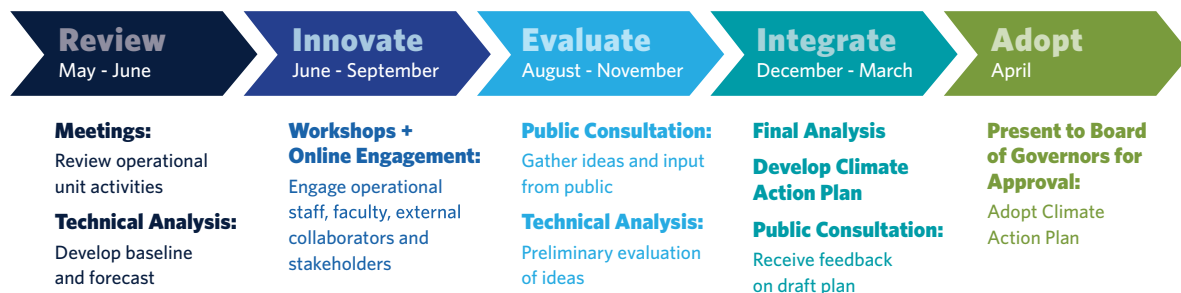 Review
May - June
Meetings:
Review operational
unit activities
Technical Analysis:
Develop baseline
and forecast
Innovate
June - September
Workshops +
Online Engagement:
Engage operational
staff, faculty, external
collaborators and
stakeholders
Evaluate
August - November
Public Consultation:
Gather ideas and input
from public
Technical Analysis:
Preliminary evaluation
of ideas
Integrate
December - March
Final Analysis
Develop Climate
Action Plan
Public Consultation:
Receive feedback
on draft plan
Adopt
April
Present to Board
of Governors for
Approval:
Adopt Climate
Action Plan